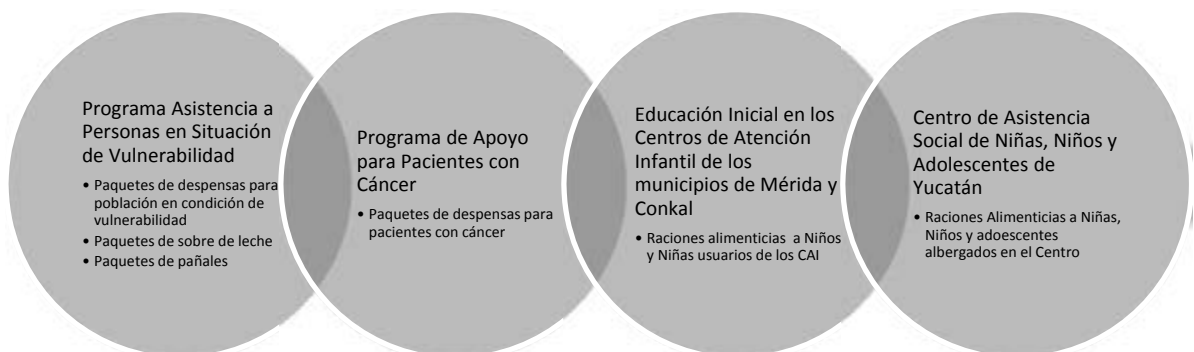 Programa Asistencia a
Personas en Situación
de Vulnerabilidad
• Paquetes de despensas para
población en condición de
vulnerabilidad
• Paquetes de sobre de leche
• Paquetes de pañales
Programa de Apoyo
para Pacientes con
Cáncer
• Paquetes de despensas para
pacientes con cáncer
Educación Inicial en los
Centros de Atención
Infantil de los
municipios de Mérida y
Conkal
• Raciones alimenticias a Niños
y Niñas usuarios de los CAI
Centro de Asistencia
Social de Niñas, Niños y
Adolescentes de
Yucatán
• Raciones Alimenticias a Niñas,
Niños y adoescentes
albergados en el Centro